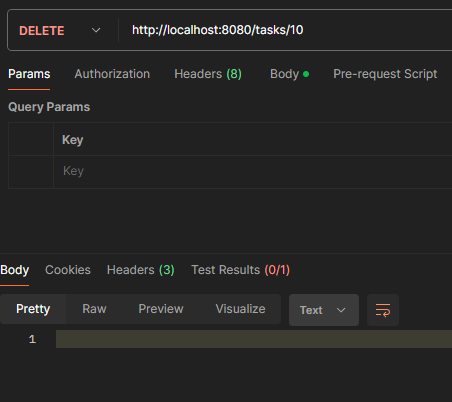 DELETE http://localhost:8080/tasks/10
Params Authorization Headers (8) Body Pre-request Script
Query Params
Key
Key
Body Cookies Headers (3) Test Results (0/1)
Pretty Raw Preview Visualize Text
1